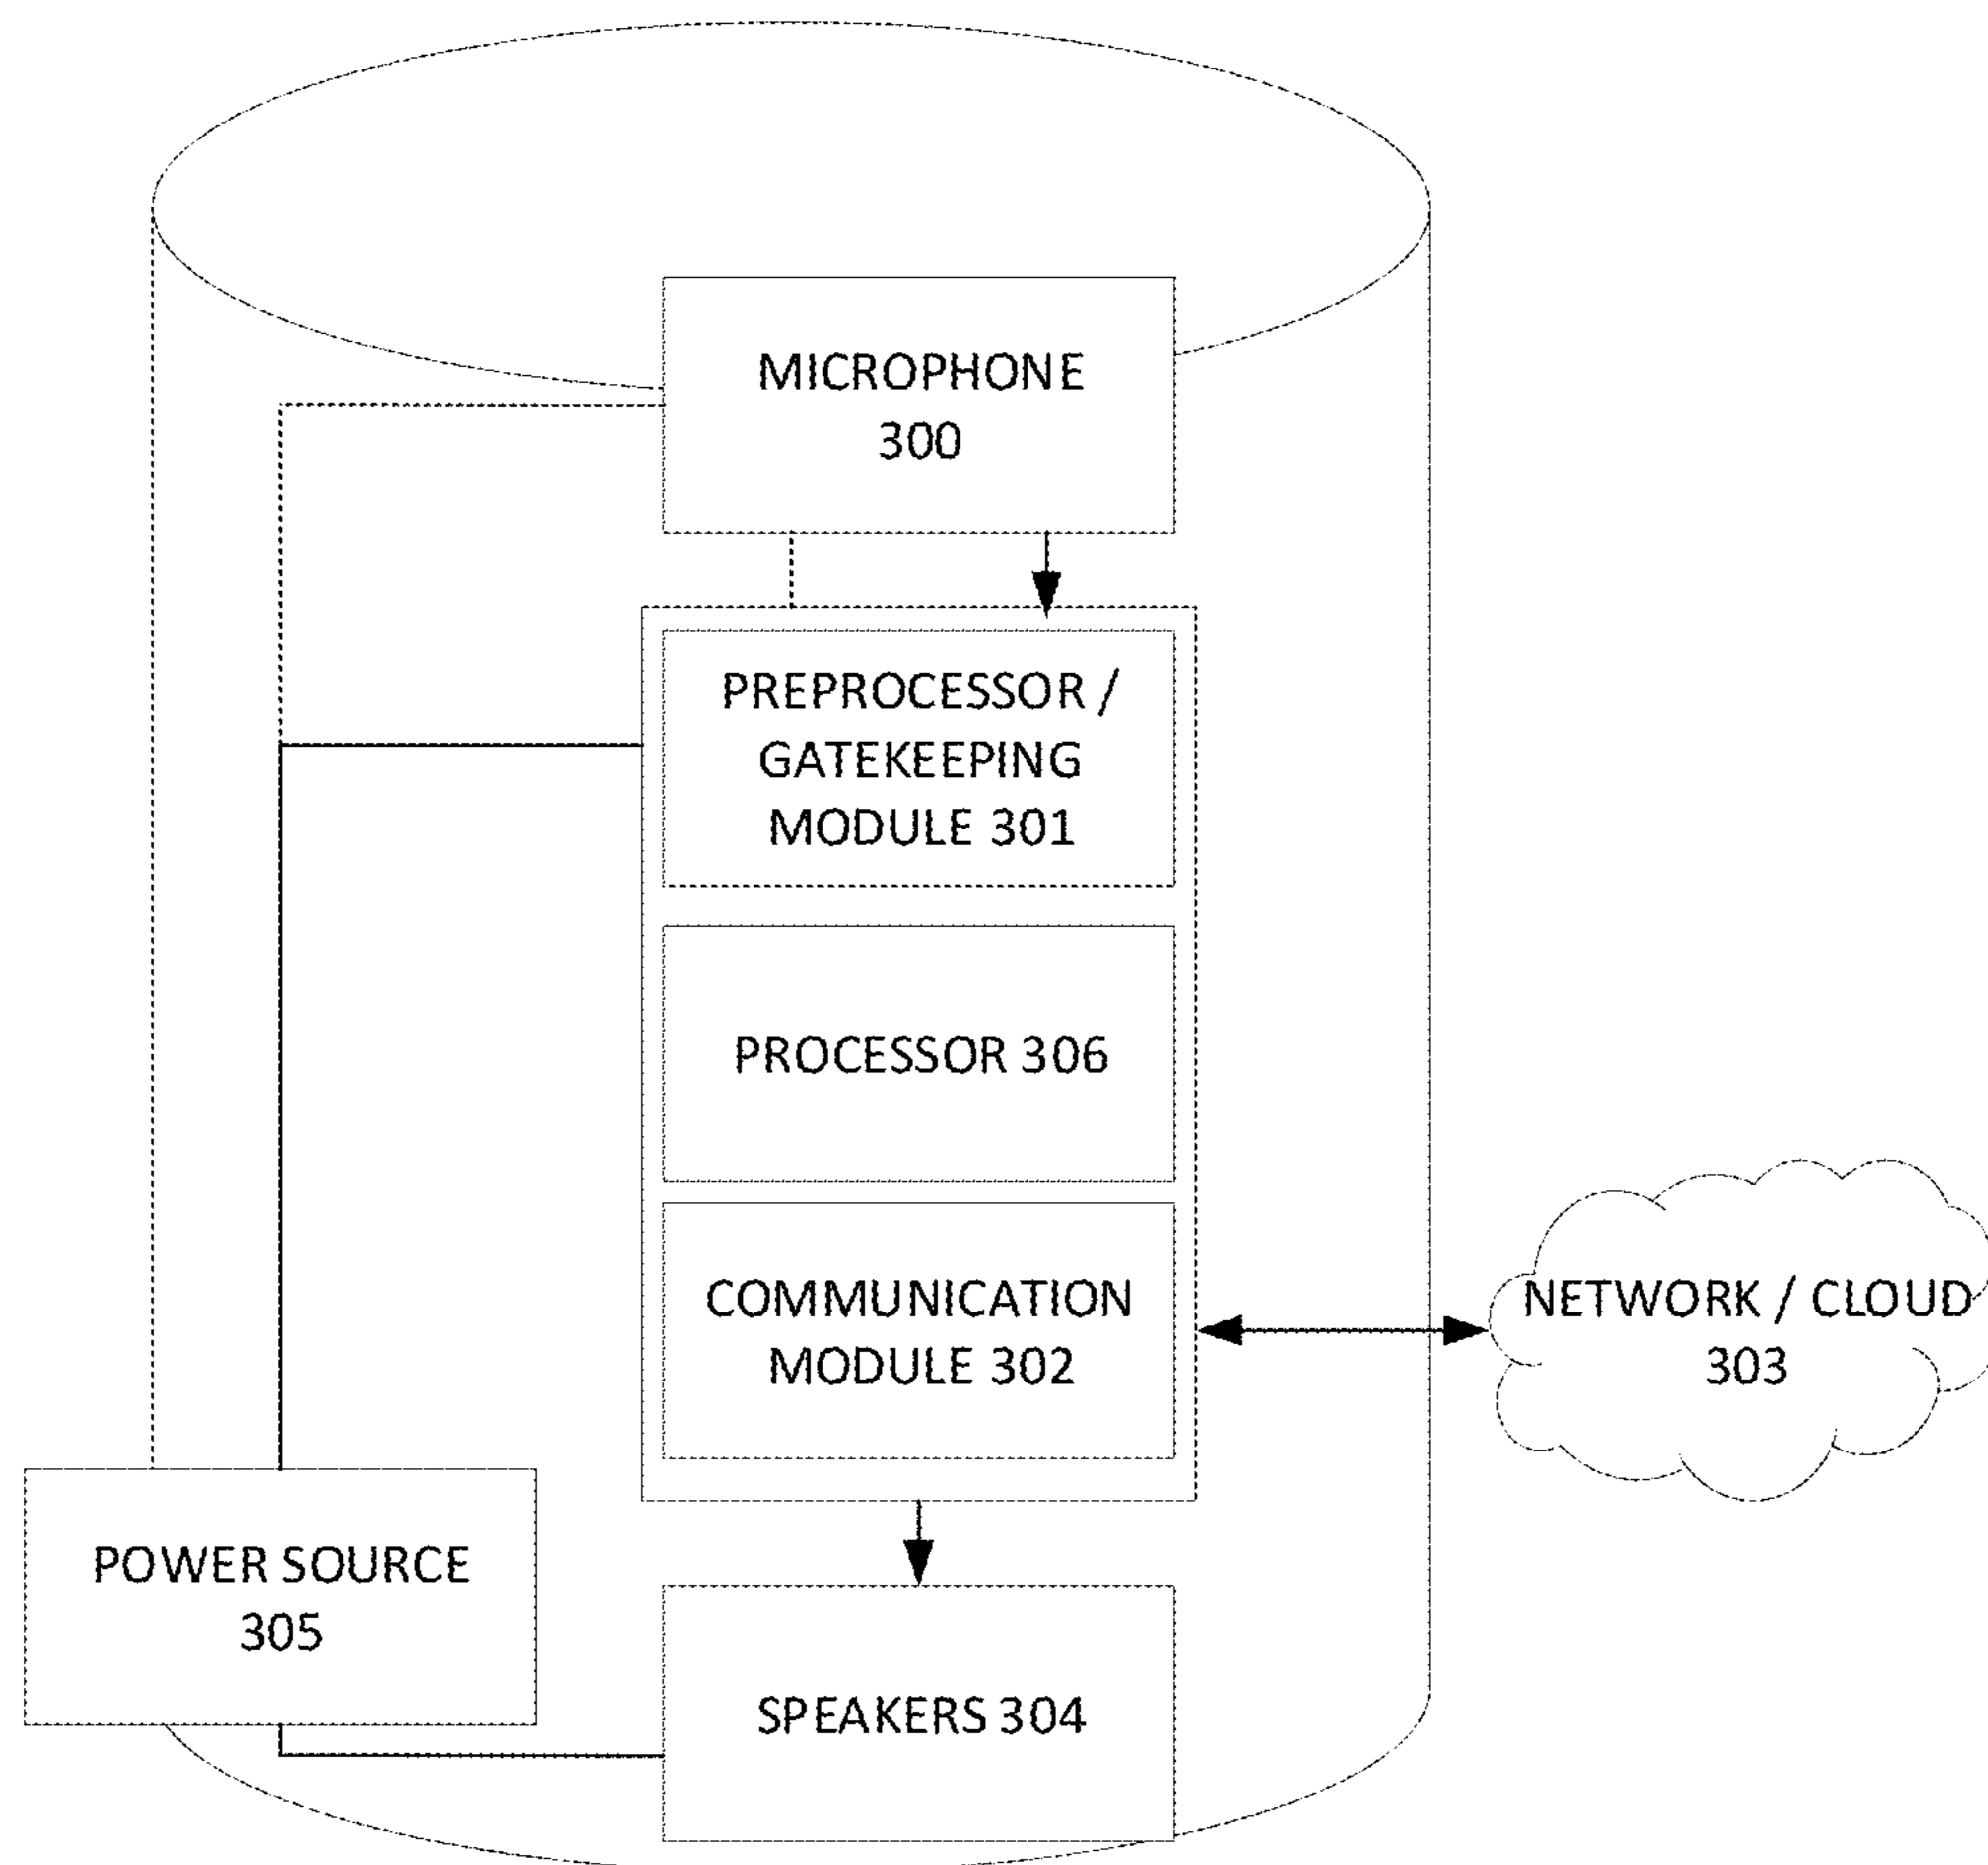 MICROPHONE
300
PREPROCESSOR /
GATEKEEPING
MODULE 301
PROCESSOR 306
COMMUNICATION
MODULE 302
NETWORK / CLOUD
303
POWER SOURCE
305
SPEAKERS 304